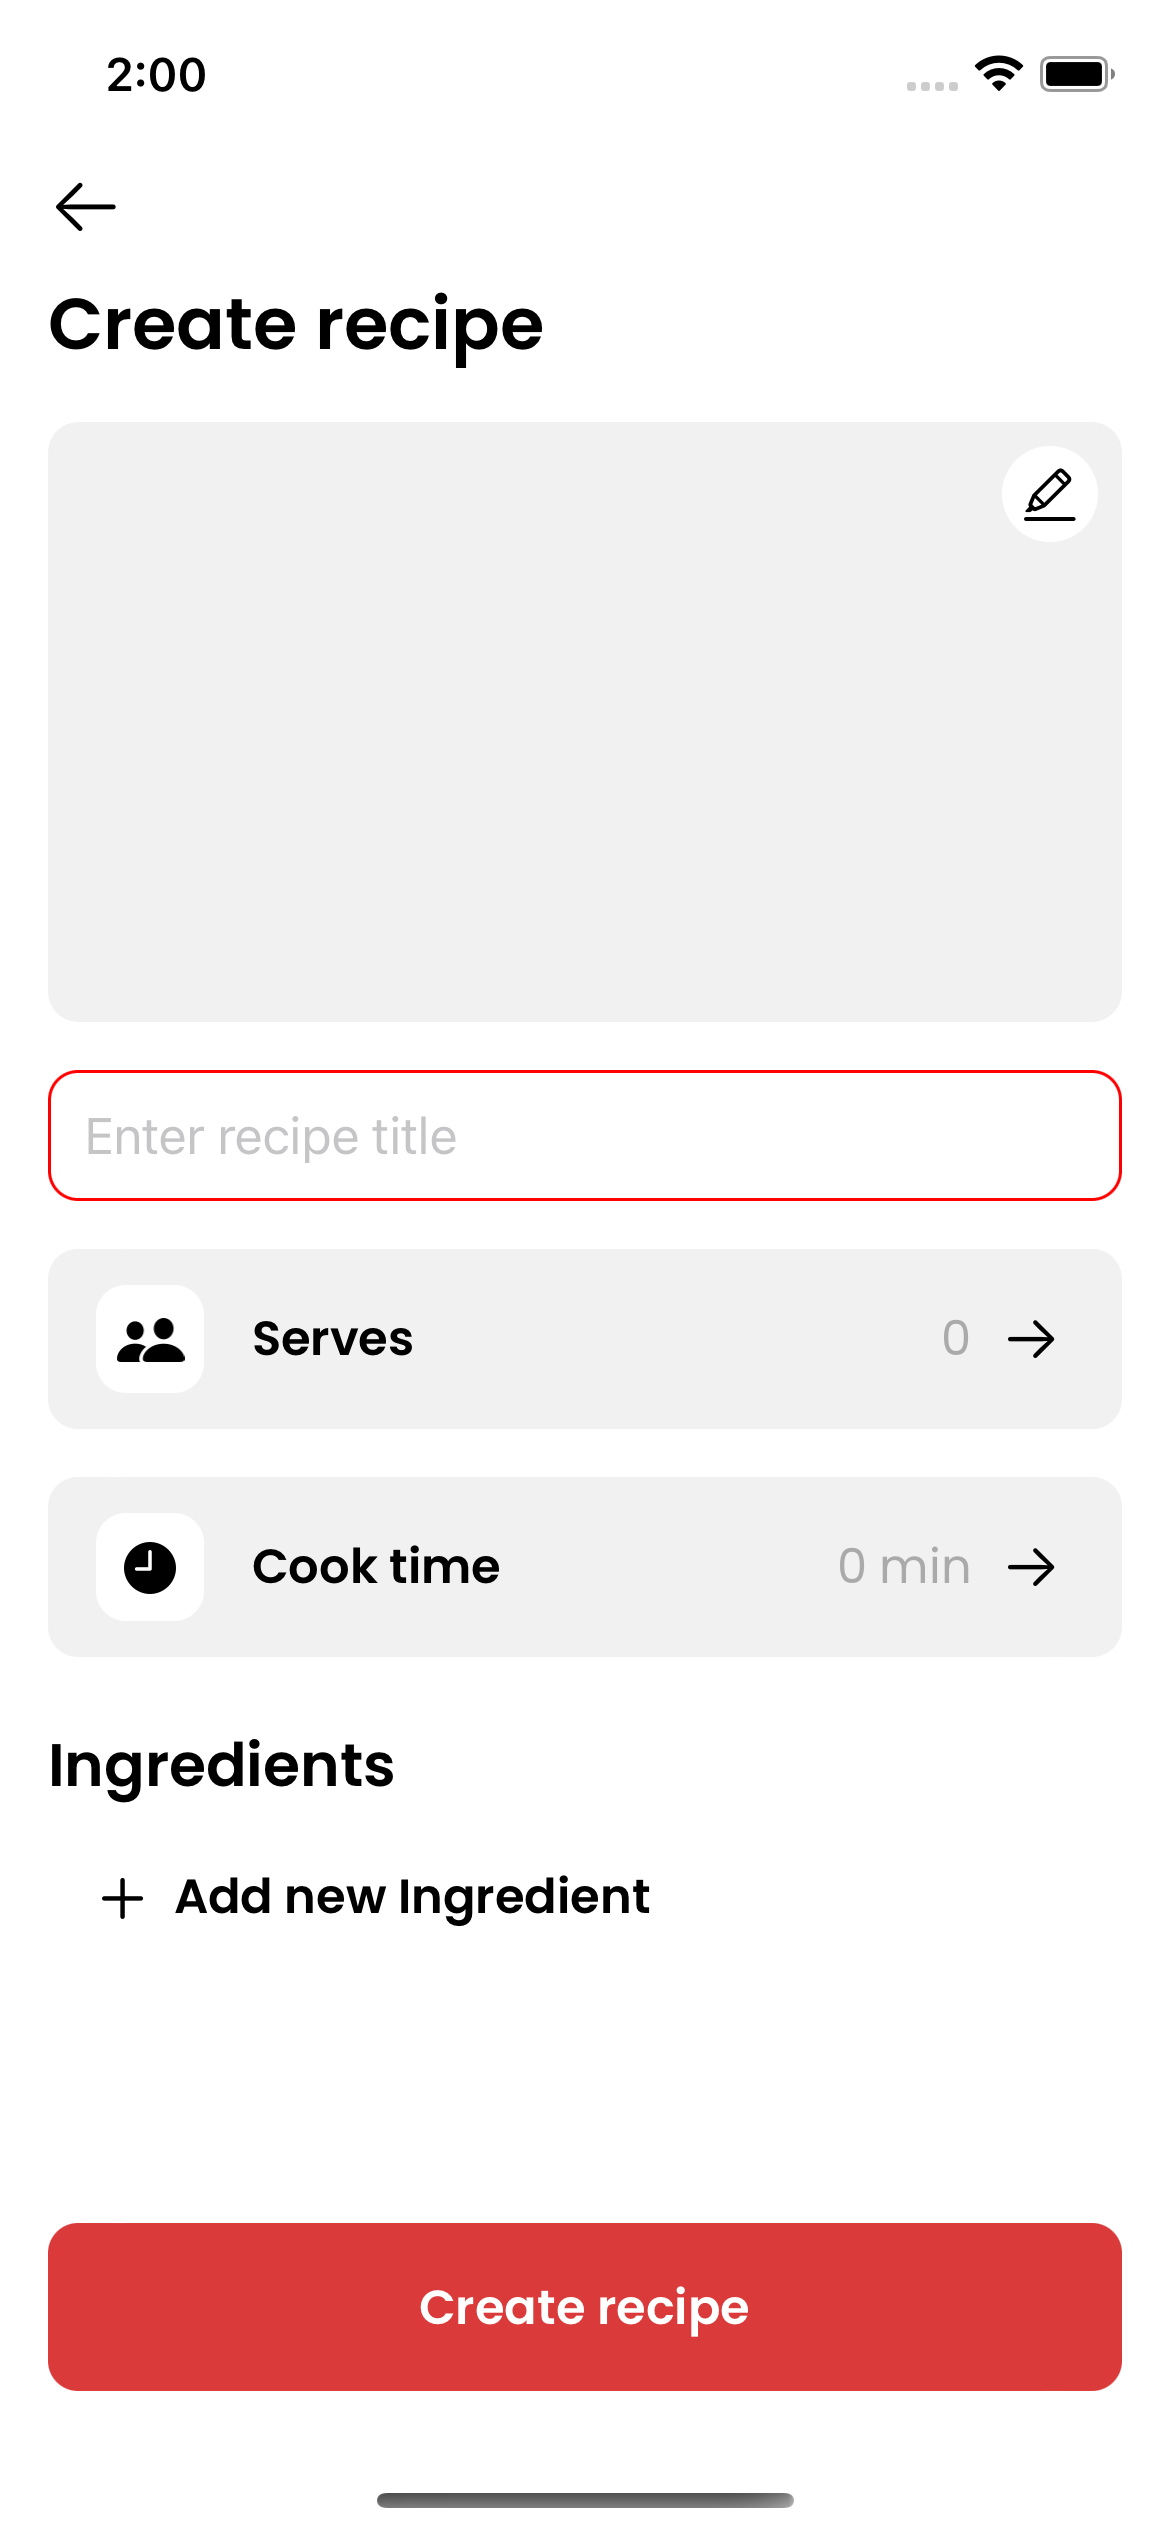 2:00
Create recipe
Enter recipe title
Serves 0
Cook time 0 min
Ingredients
Add new Ingredient
Create recipe